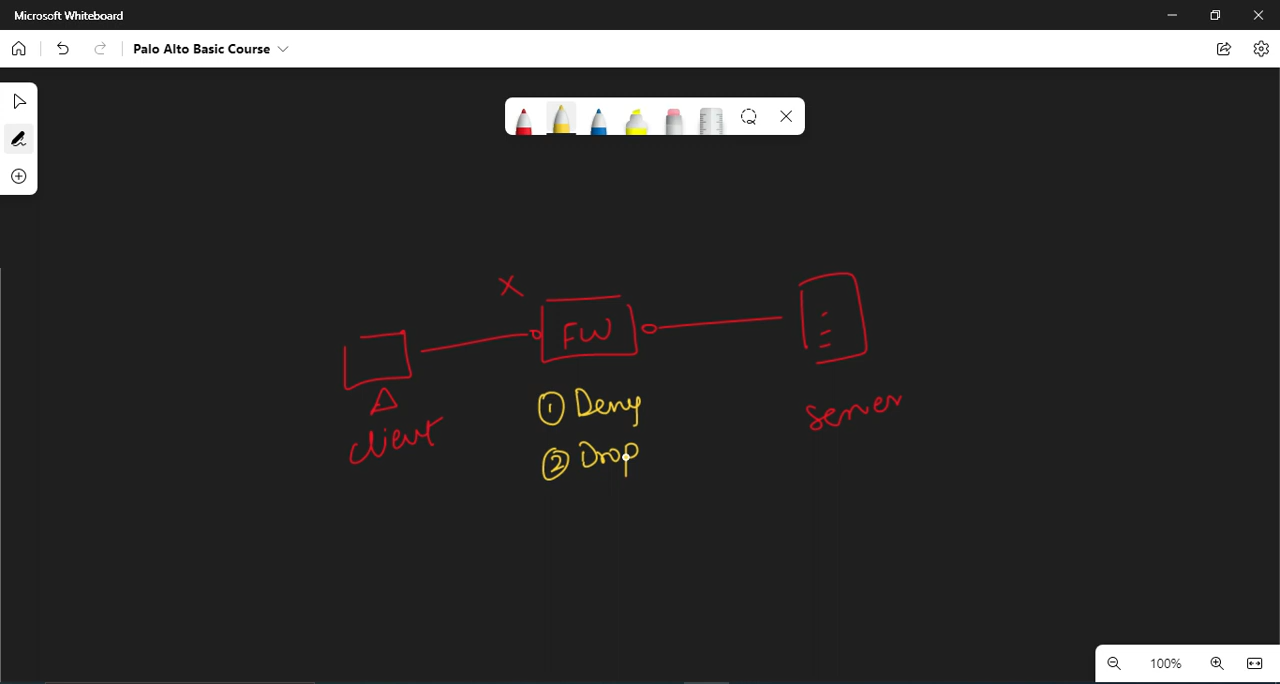 Microsoft Whiteboard
Palo Alto Basic Course
X
FW
① Deny
② Drop
client
server
100%